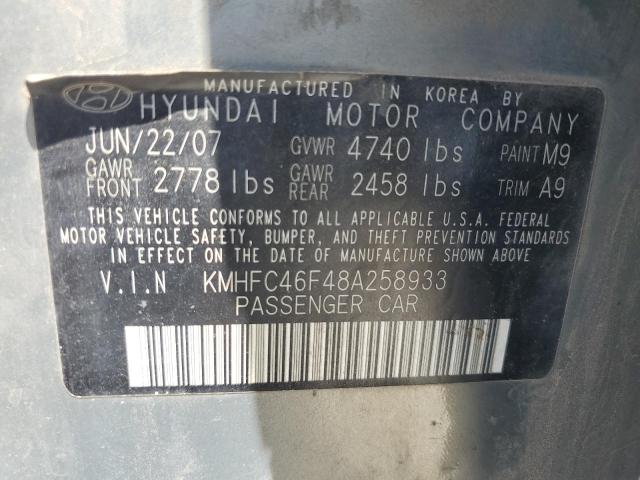 MANUFACTURED IN KOREA BY
HYUNDAI MOTOR COMPANY
JUN/22/07 GVWR 4740 lbs PAINT M9
GAWR FRONT 2778 lbs GAWR REAR 2458 lbs TRIM A9
THIS VEHICLE CONFORMS TO ALL APPLICABLE U.S.A. FEDERAL
MOTOR VEHICLE SAFETY, BUMPER, AND THEFT PREVENTION STANDARDS
IN EFFECT ON THE DATE OF MANUFACTURE SHOWN ABOVE
V.I.N KMHFC46F48A258933
PASSENGER CAR